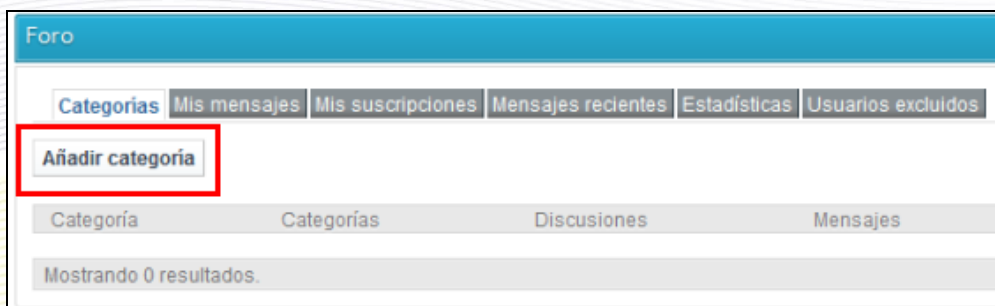 Foro
Categorias Mis mensajes Mis suscripciones Mensajes recientes Estadísticas Usuarios excluidos
Añadir categoría
Categoría Categorías Discusiones Mensajes
Mostrando 0 resultados.